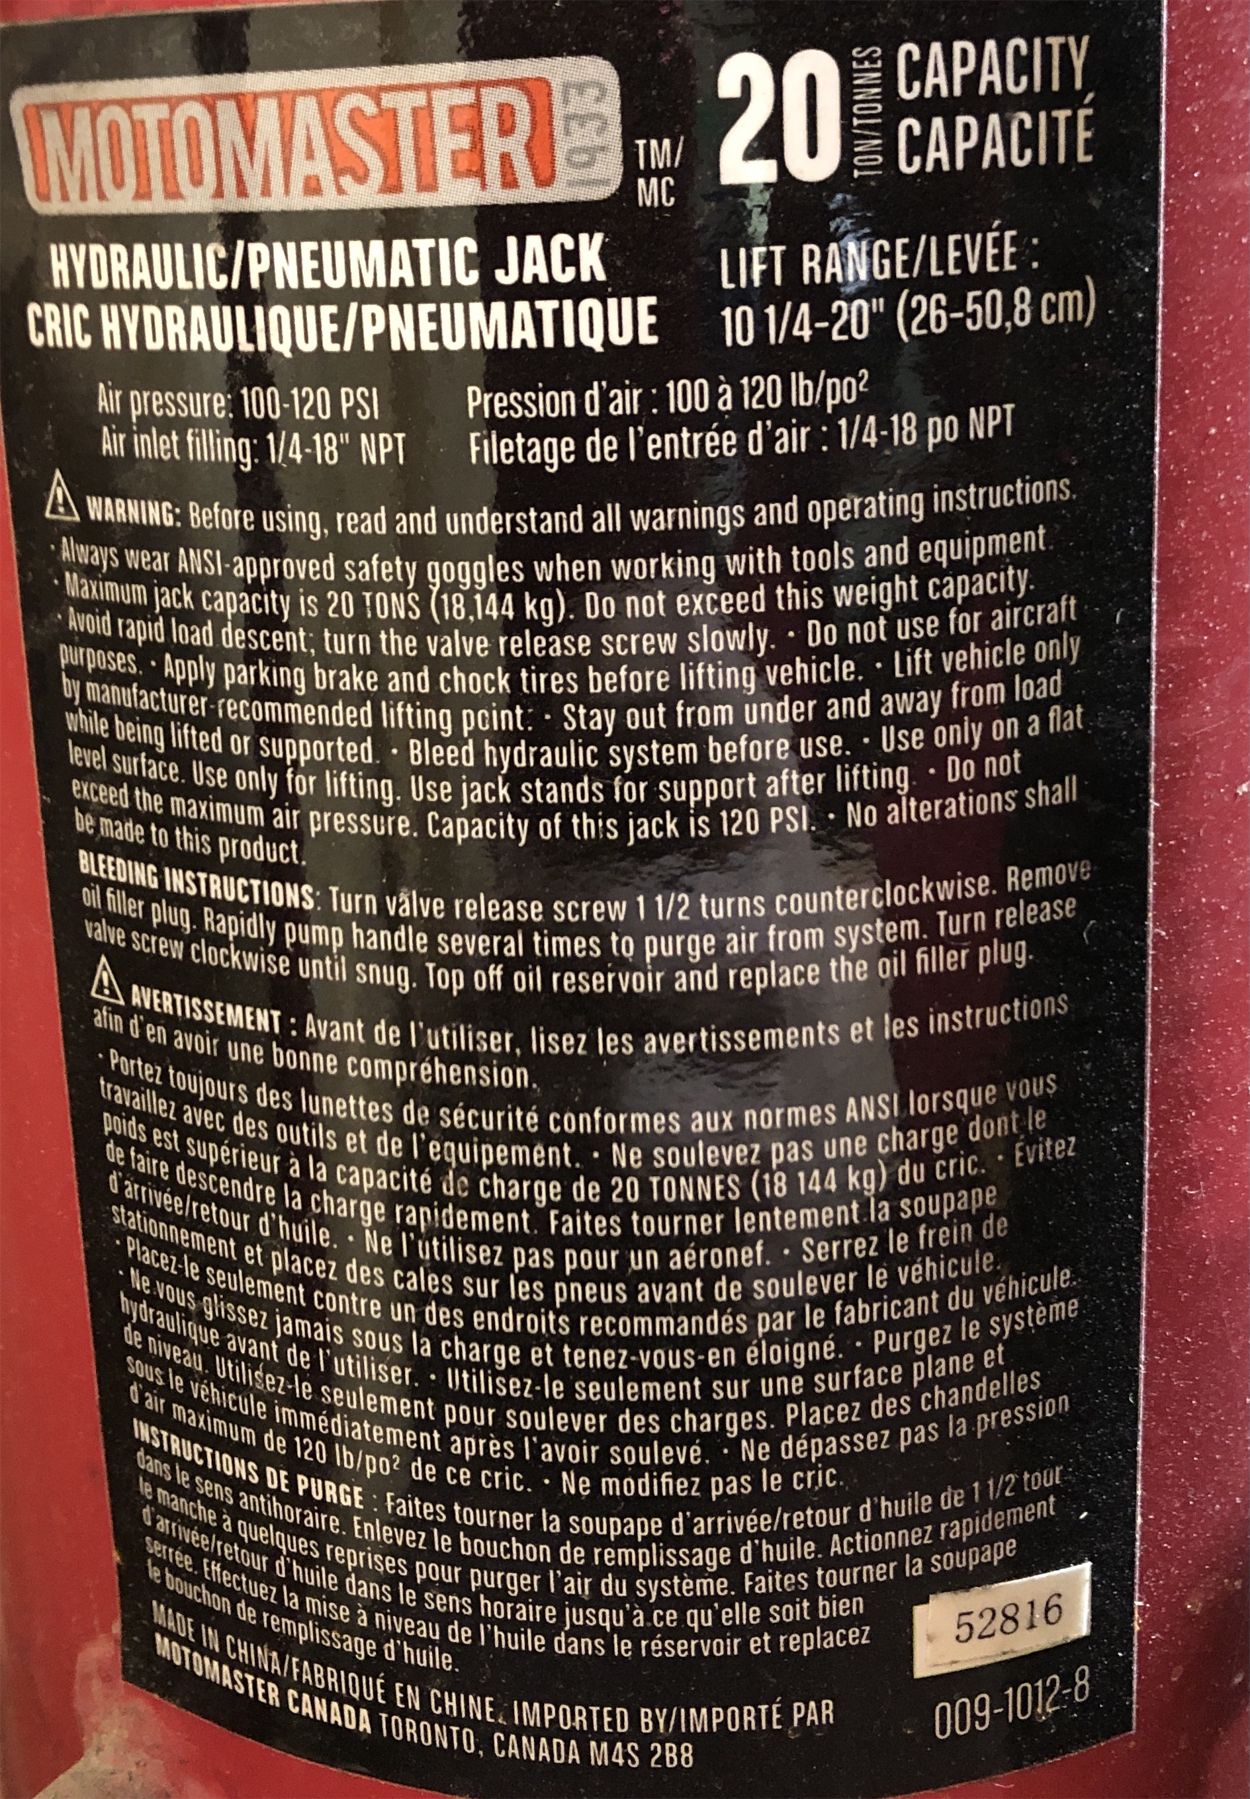 MOTOMASTER 1933 TM/
MC
20 TON/TONNES CAPACITY
CAPACITÉ
HYDRAULIC/PNEUMATIC JACK
CRIC HYDRAULIQUE/PNEUMATIQUE
LIFT RANGE/LEVÉE :
10 1/4-20" (26-50,8 cm)
Air pressure: 100-120 PSI
Air inlet filling: 1/4-18" NPT
Pression d'air : 100 à 120 lb/po²
Filetage de l'entrée d'air : 1/4-18 po NPT
⚠ WARNING: Before using, read and understand all warnings and operating instructions.
· Always wear ANSI-approved safety goggles when working with tools and equipment.
· Maximum jack capacity is 20 TONS (18,144 kg). Do not exceed this weight capacity.
· Avoid rapid load descent; turn the valve release screw slowly. · Do not use for aircraft
purposes. · Apply parking brake and chock tires before lifting vehicle. · Lift vehicle only
by manufacturer-recommended lifting point. · Stay out from under and away from load
while being lifted or supported. · Bleed hydraulic system before use. · Use only on a flat
level surface. Use only for lifting. Use jack stands for support after lifting. · Do not
exceed the maximum air pressure. Capacity of this jack is 120 PSI. · No alterations shall
be made to this product.
BLEEDING INSTRUCTIONS: Turn valve release screw 1 1/2 turns counterclockwise. Remove
oil filler plug. Rapidly pump handle several times to purge air from system. Turn release
valve screw clockwise until snug. Top off oil reservoir and replace the oil filler plug.
⚠ AVERTISSEMENT : Avant de l'utiliser, lisez les avertissements et les instructions
afin d'en avoir une bonne compréhension.
· Portez toujours des lunettes de sécurité conformes aux normes ANSI lorsque vous
travaillez avec des outils et de l'equipement. · Ne soulevez pas une charge dont le
poids est supérieur à la capacité de charge de 20 TONNES (18 144 kg) du cric. · Évitez
de faire descendre la charge rapidement. Faites tourner lentement la soupape
d'arrivée/retour d'huile. · Ne l'utilisez pas pour un aéronef. · Serrez le frein de
stationnement et placez des cales sur les pneus avant de soulever le véhicule.
· Placez-le seulement contre un des endroits recommandés par le fabricant du véhicule.
· Ne vous glissez jamais sous la charge et tenez-vous-en éloigné. · Purgez le système
hydraulique avant de l'utiliser. · Utilisez-le seulement sur une surface plane et
de niveau. Utilisez-le seulement pour soulever des charges. Placez des chandelles
sous le véhicule immédiatement après l'avoir soulevé. · Ne dépassez pas la pression
d'air maximum de 120 lb/po² de ce cric. · Ne modifiez pas le cric.
INSTRUCTIONS DE PURGE : Faites tourner la soupape d'arrivée/retour d'huile de 1 1/2 tour
dans le sens antihoraire. Enlevez le bouchon de remplissage d'huile. Actionnez rapidement
le manche à quelques reprises pour purger l'air du système. Faites tourner la soupape
d'arrivée/retour d'huile dans le sens horaire jusqu'à ce qu'elle soit bien
serrée. Effectuez la mise à niveau de l'huile dans le réservoir et replacez
le bouchon de remplissage d'huile.
MADE IN CHINA/FABRIQUÉ EN CHINE. IMPORTED BY/IMPORTÉ PAR
MOTOMASTER CANADA TORONTO, CANADA M4S 2B8
52816
009-1012-8